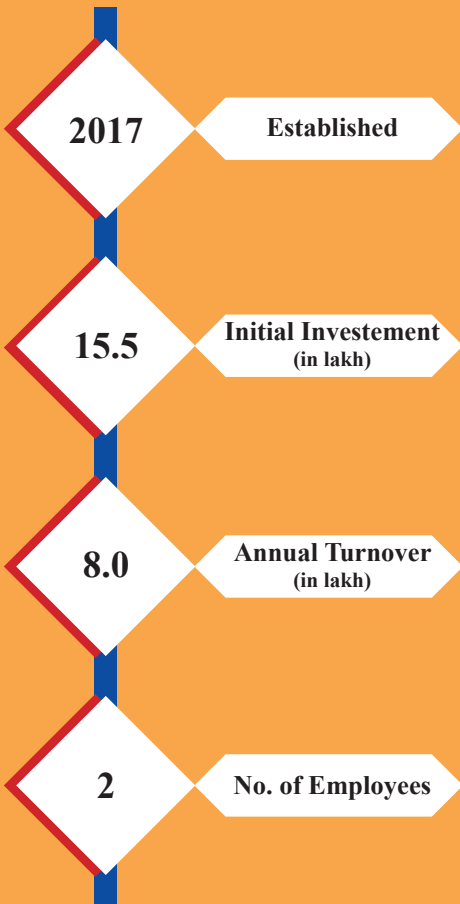 2017
Established
15.5
Initial Investement
(in lakh)
8.0
Annual Turnover
(in lakh)
2
No. of Employees